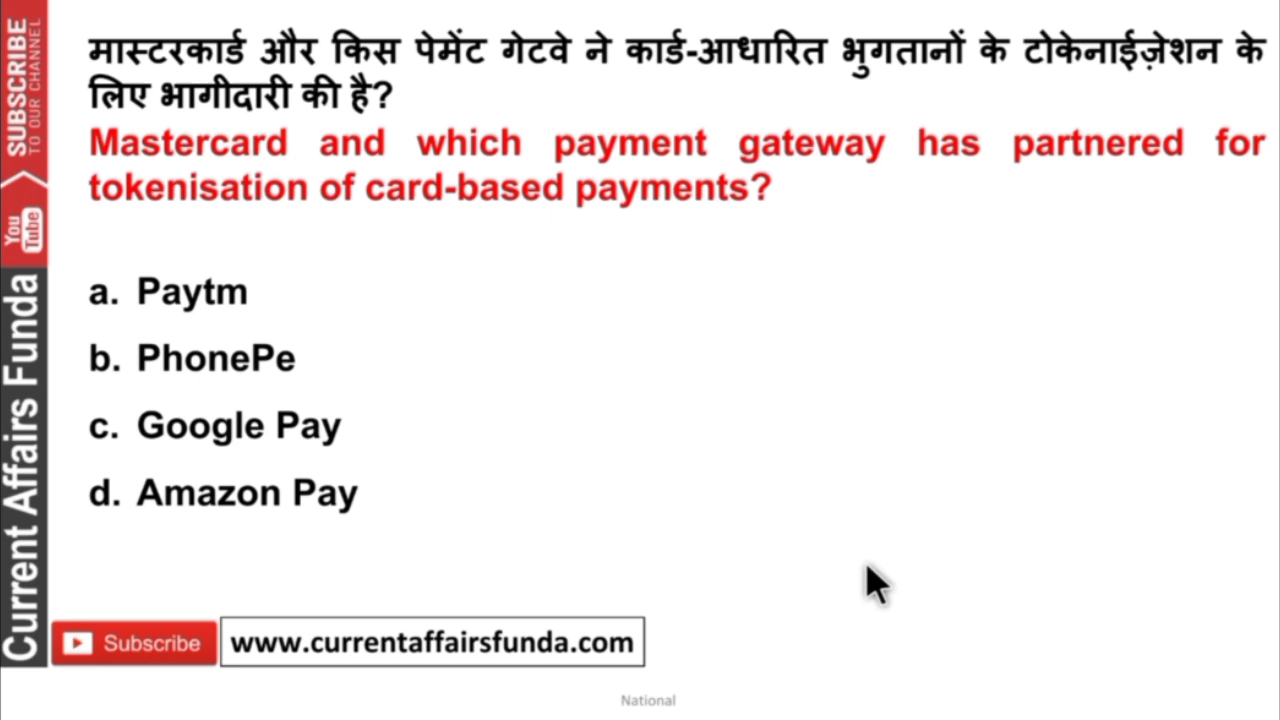 मास्टरकार्ड और किस पेमेंट गेटवे ने कार्ड-आधारित भुगतानों के टोकेनाईज़ेशन के
लिए भागीदारी की है?
Mastercard and which payment gateway has partnered for
tokenisation of card-based payments?
a. Paytm
b. PhonePe
c. Google Pay
d. Amazon Pay
Subscribe
www.currentaffairsfunda.com
National
SUBSCRIBE
TO OUR CHANNEL
You
Tube
Current Affairs Funda